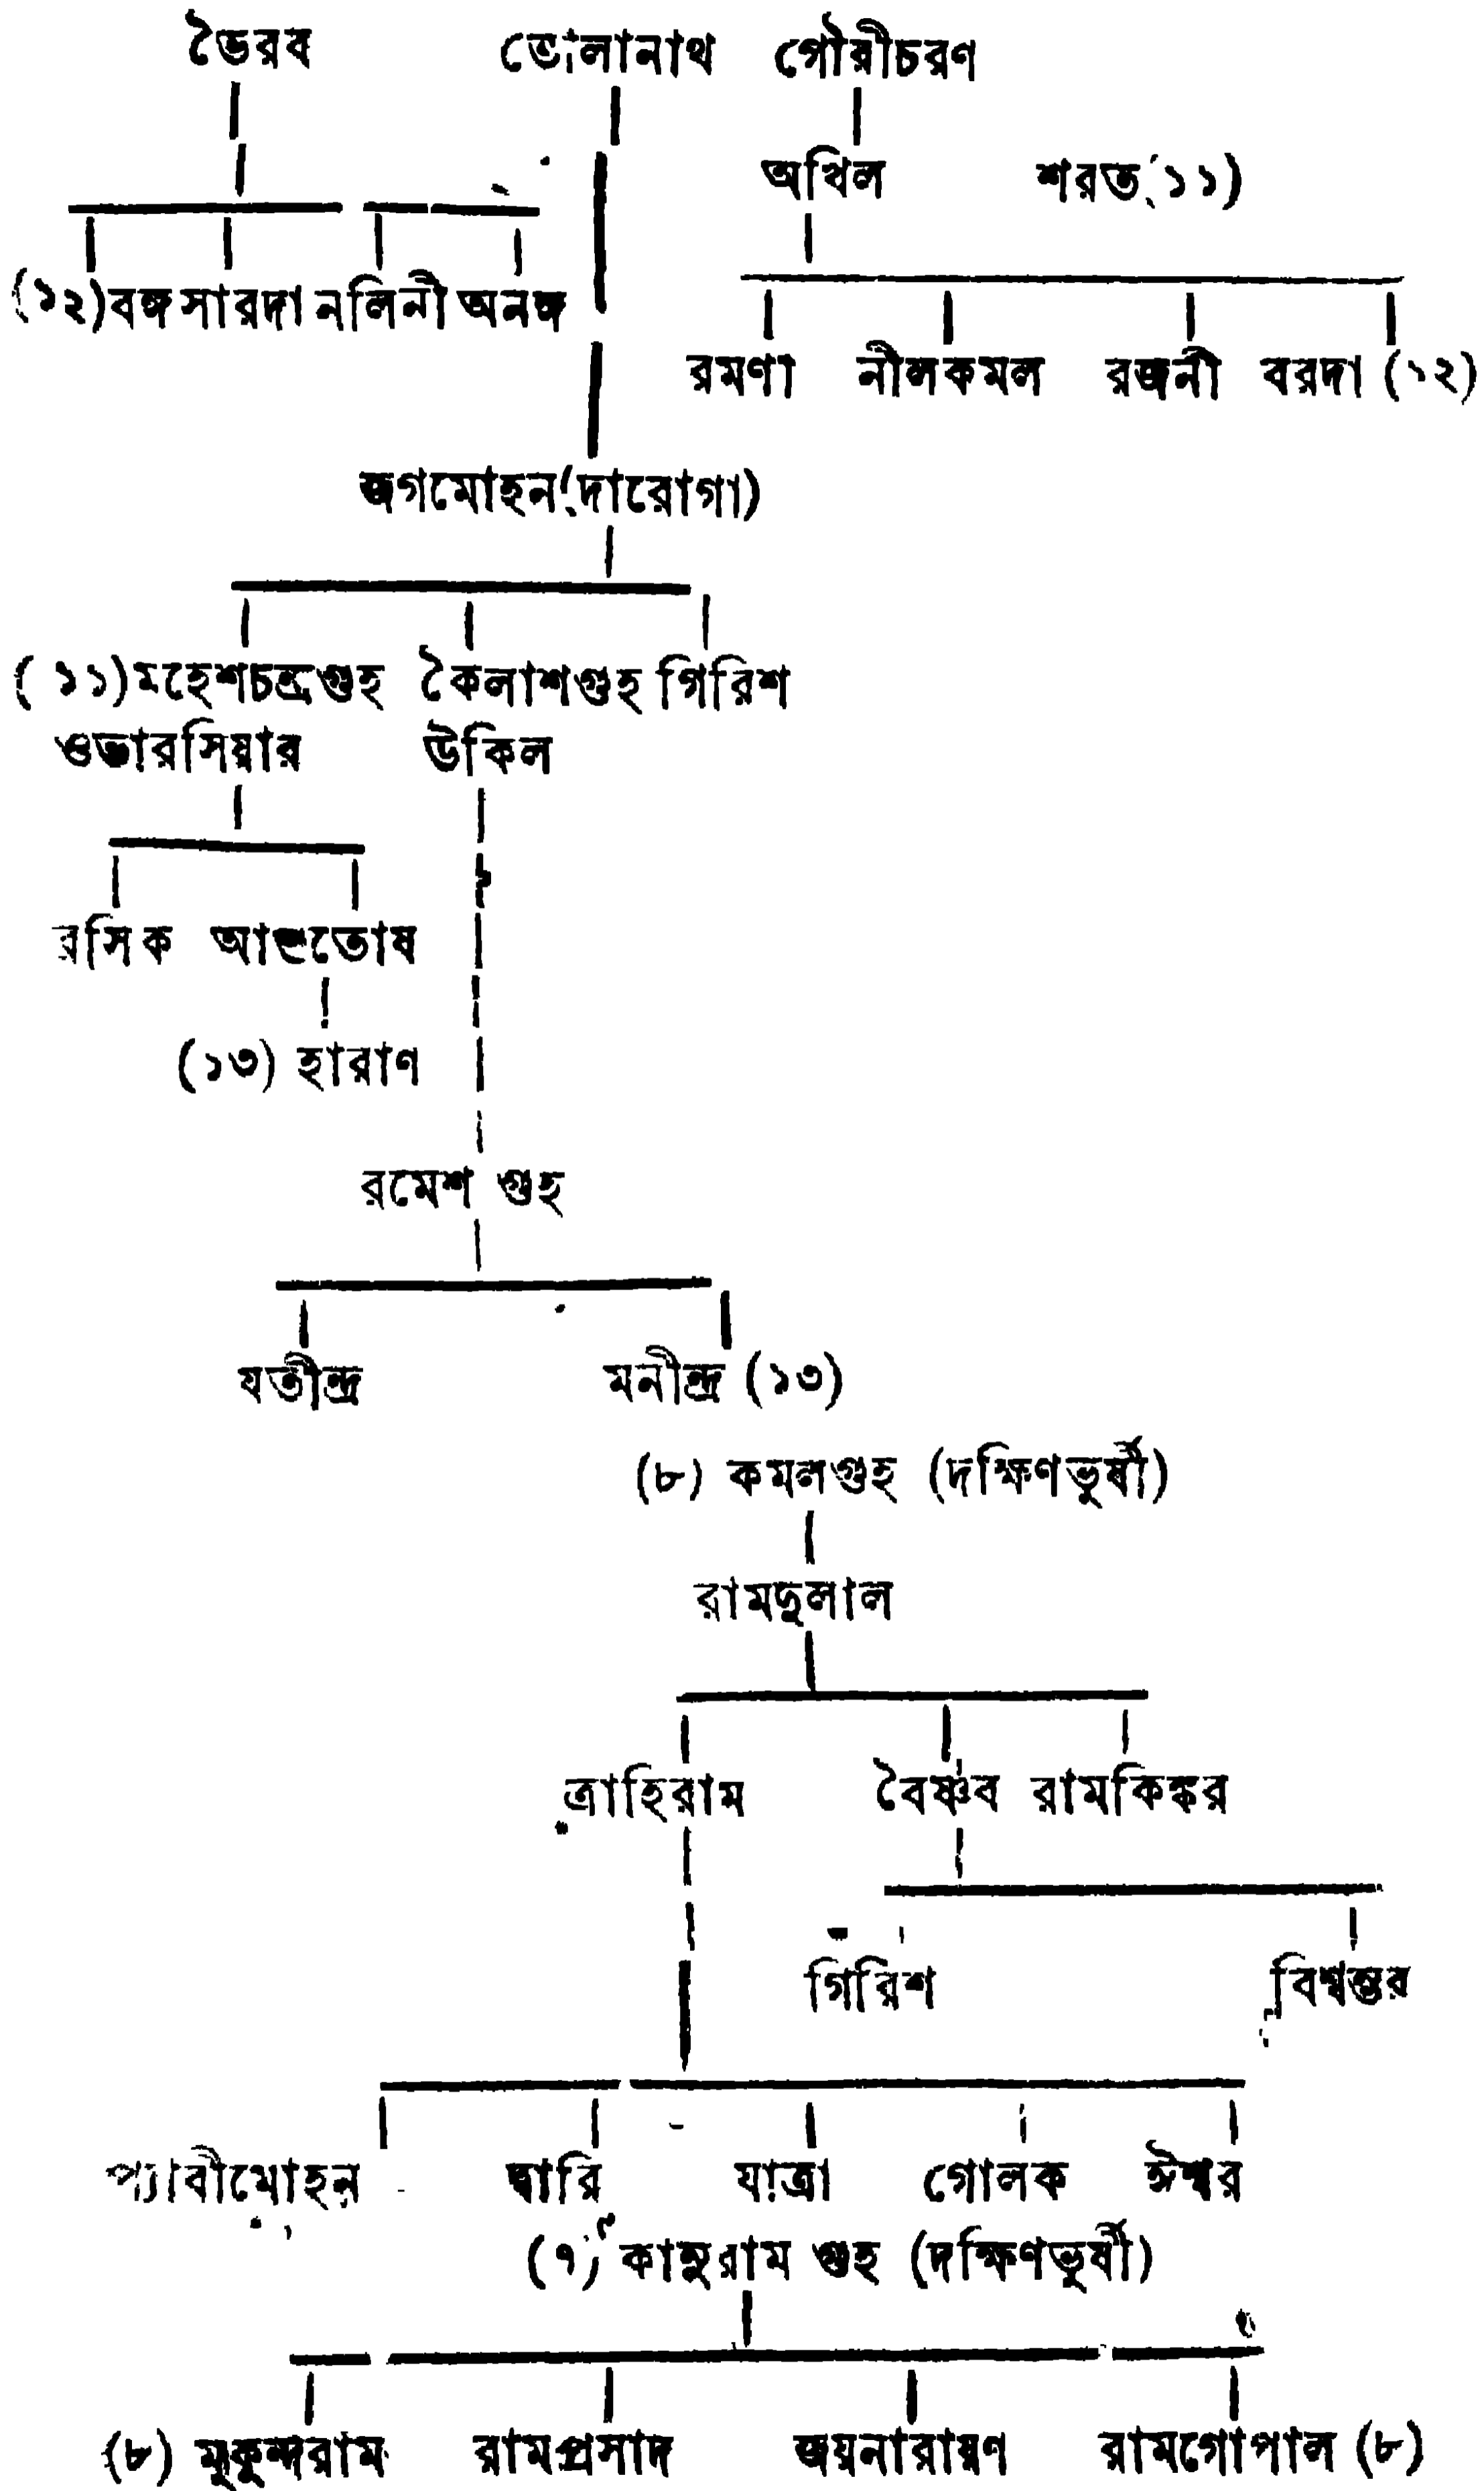 ভৈরব ভোলানাথ গৌরীচরণ
অখিল শরত(১১)
(১২)বঙ্গ সারদা নলিনী অনঙ্গ
রমণী নীলকমল রজনী বরদা (১২)
জগমোহন(দারোগা)
(১১)মহেশচন্দ্রগুহ কৈলাশগুহ গিরিশ
ওভারসিয়ার উকিল
রসিক আশুতোষ
(১৩) হারাণ
রমেশ গুহ
যতীন্দ্র মনীন্দ্র (১৩)
(৮) কমলগুহ (দক্ষিণভুর্ষী)
রামদুলাল
ত্রাহিরাম বৈষ্ণব রামকিঙ্কর
গিরিশ বিশ্বম্ভর
প্যারীমোহন দ্বারি যাত্রা গোলক ঈশ্বর
(৭) কানুরাম গুহ (দক্ষিণভুর্ষী)
(৮) মুকুন্দরাম রামপ্রসাদ জয়নারায়ণ রামগোপাল (৮)